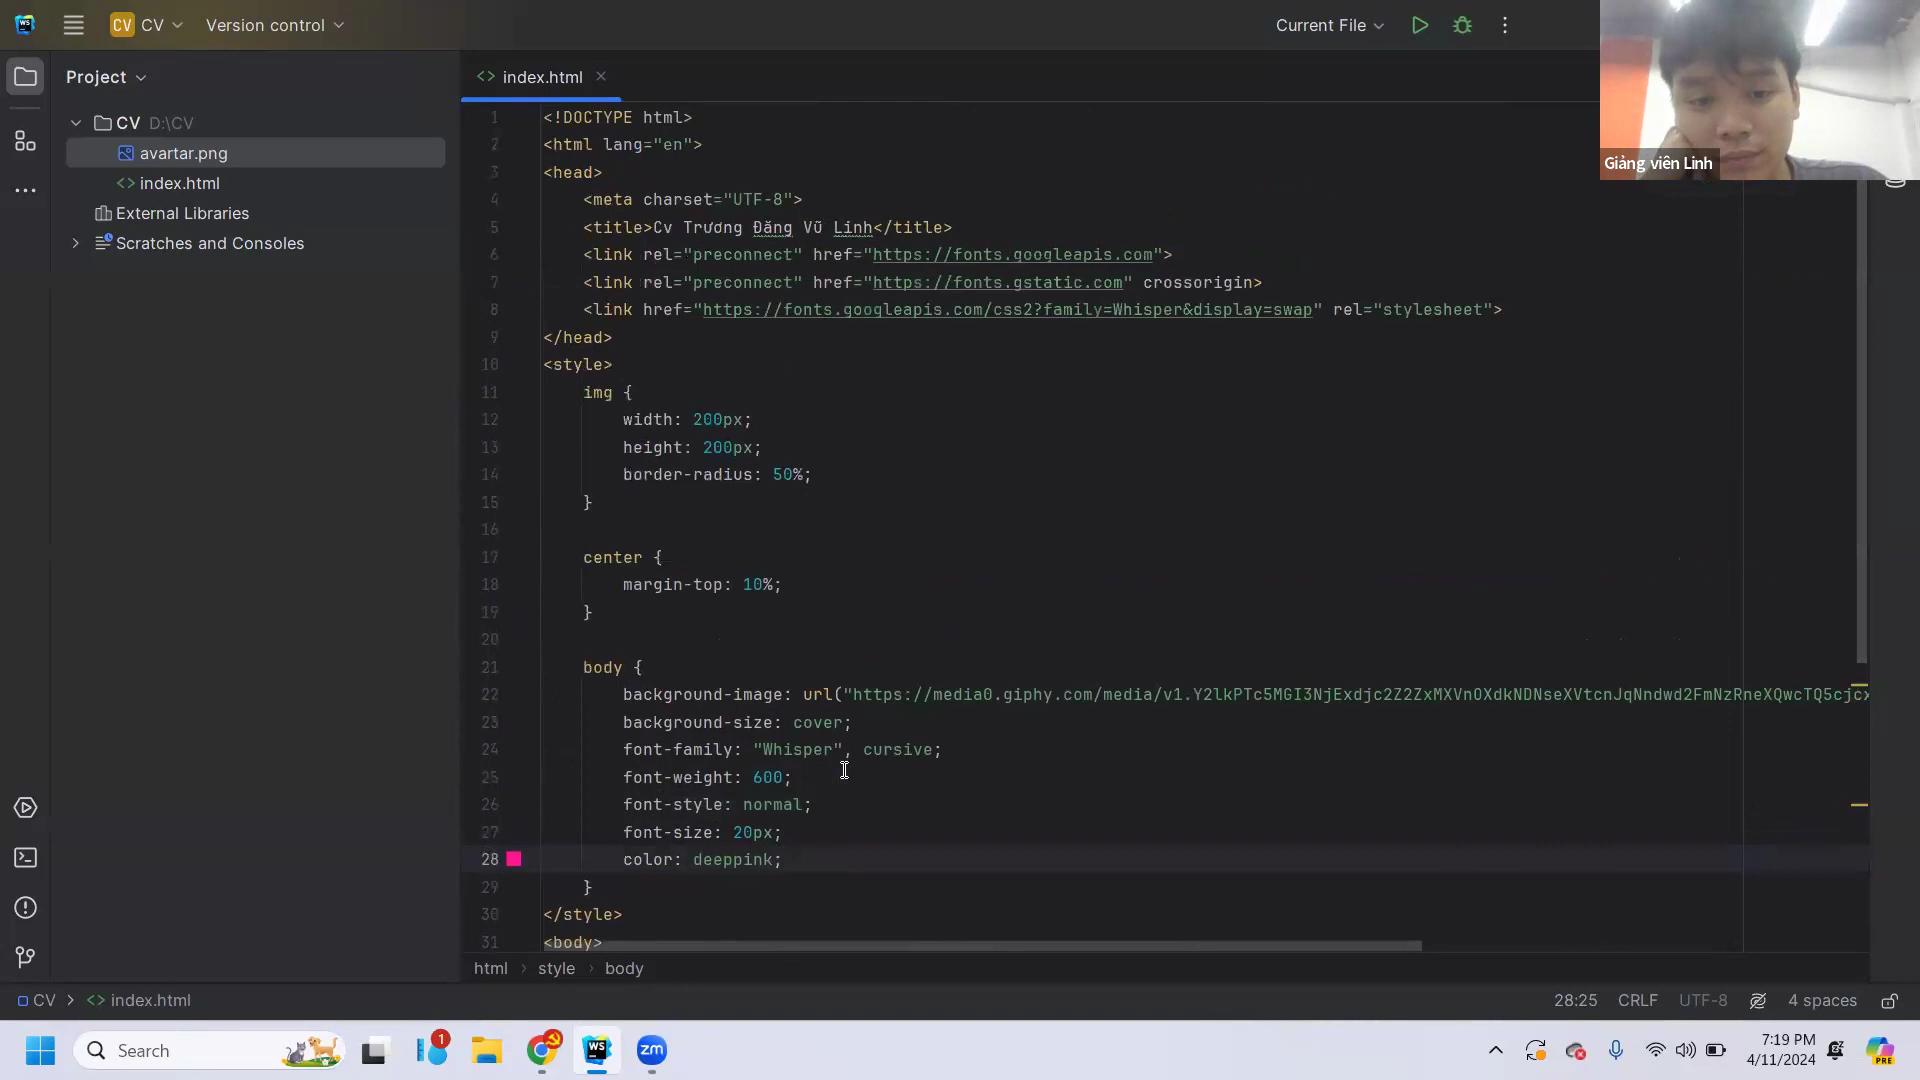 CV CV Version control
Current File
Project
index.html
CV D:\CV
avartar.png
index.html
External Libraries
Scratches and Consoles
1 <!DOCTYPE html>
2 <html lang="en">
3 <head>
4 <meta charset="UTF-8">
5 <title>Cv Trương Đăng Vũ Linh</title>
6 <link rel="preconnect" href="https://fonts.googleapis.com">
7 <link rel="preconnect" href="https://fonts.gstatic.com" crossorigin>
8 <link href="https://fonts.googleapis.com/css2?family=Whisper&display=swap" rel="stylesheet">
9 </head>
10 <style>
11 img {
12 width: 200px;
13 height: 200px;
14 border-radius: 50%;
15 }
16
17 center {
18 margin-top: 10%;
19 }
20
21 body {
22 background-image: url("https://media0.giphy.com/media/v1.Y2lkPTc5MGI3NjExdjc2Z2ZxMXVnOXdkNDNseXVtcnJqNndwd2FmNzRneXQwcTQ5cjcx
23 background-size: cover;
24 font-family: "Whisper", cursive;
25 font-weight: 600;
26 font-style: normal;
27 font-size: 20px;
28 color: deeppink;
29 }
30 </style>
31 <body>
html › style › body
CV > index.html
28:25 CRLF UTF-8 4 spaces
Giảng viên Linh
WS
Search
1
WS
zm
7:19 PM
4/11/2024
PRE